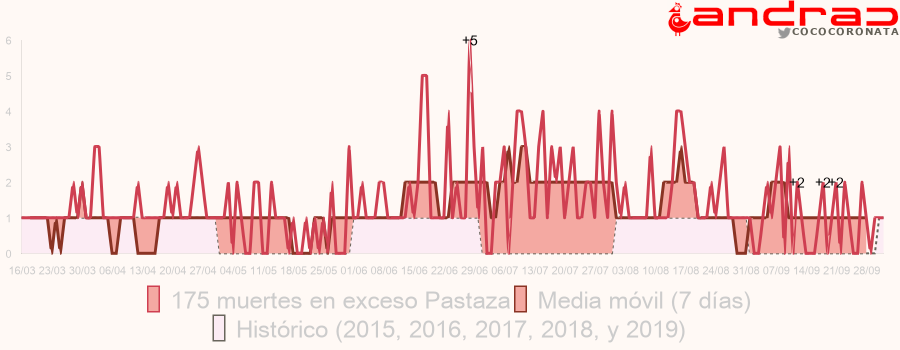 andrab
COCOCORONATA
6
5
4
3
2
1
0
+5
+2
+2
+2
16/03 23/03 30/03 06/04 13/04 20/04 27/04 04/05 11/05 18/05 25/05 01/06 08/06 15/06 22/06 29/06 06/07 13/07 20/07 27/07 03/08 10/08 17/08 24/08 31/08 07/09 14/09 21/09 28/09
175 muertes en exceso Pastaza Media móvil (7 días)
Histórico (2015, 2016, 2017, 2018, y 2019)